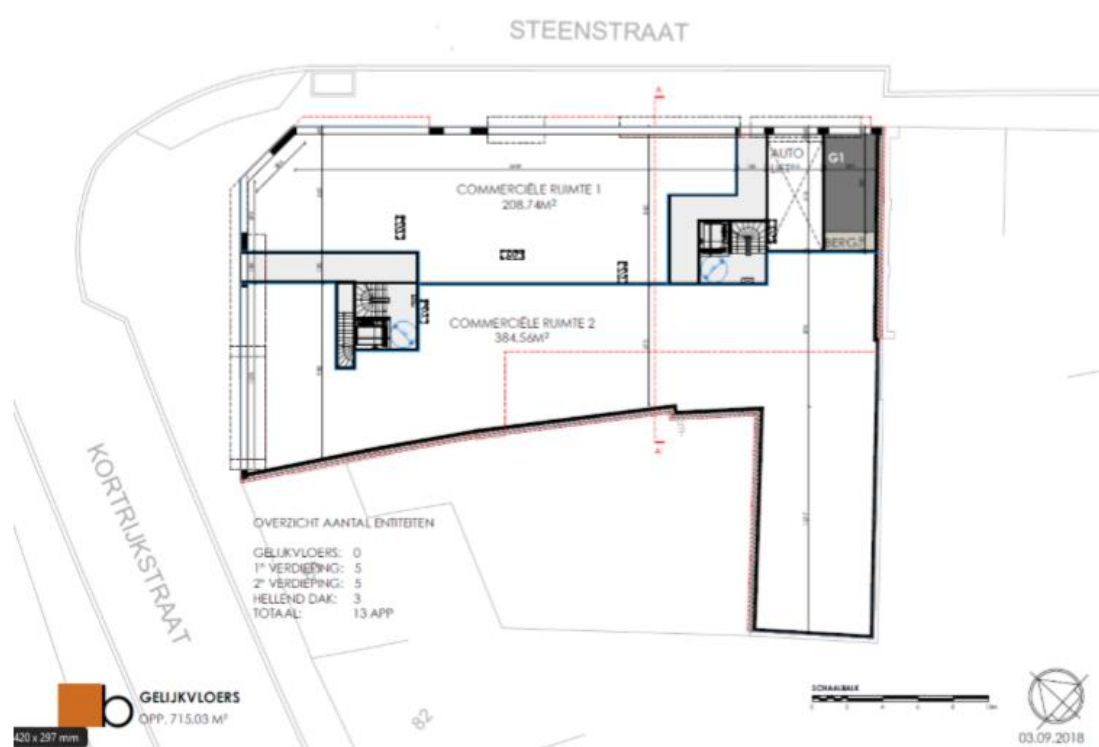 STEENSTRAAT
A
AUTO
LIFT
G1
COMMERCIËLE RUIMTE 1
208.74M²
BERG.
COMMERCIËLE RUIMTE 2
384.56M²
A
KORTRIJKSTRAAT
OVERZICHT AANTAL ENTITEITEN
GELIJKVLOERS: 0
1° VERDIEPING: 5
2° VERDIEPING: 5
HELLEND DAK: 3
TOTAAL: 13 APP
GELIJKVLOERS
OPP. 715.03 M²
82
SCHAALBALK
03.09.2018
420 x 297 mm